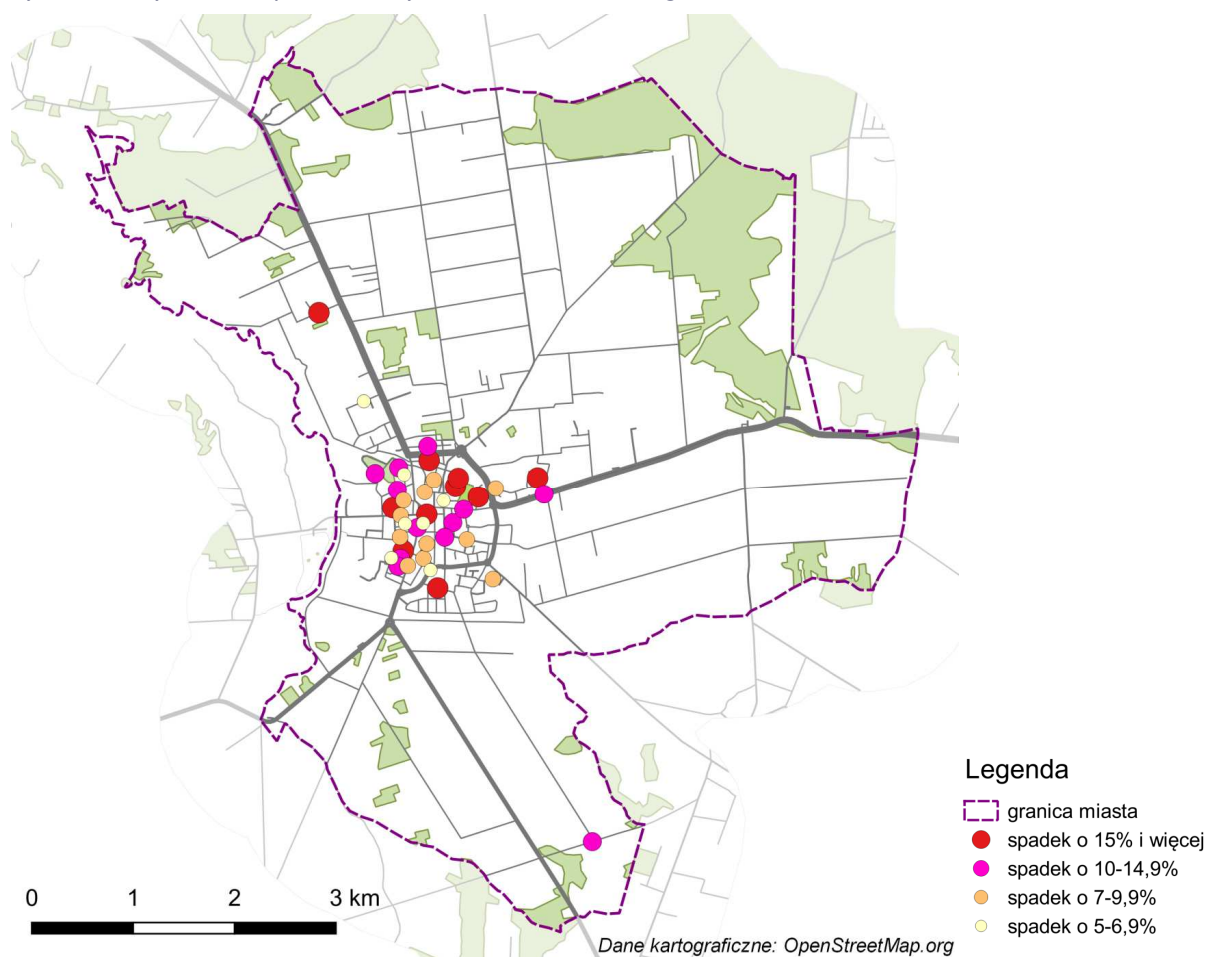 Legenda
granica miasta
spadek o 15% i więcej
spadek o 10-14,9%
spadek o 7-9,9%
spadek o 5-6,9%
0 1 2 3 km
Dane kartograficzne: OpenStreetMap.org